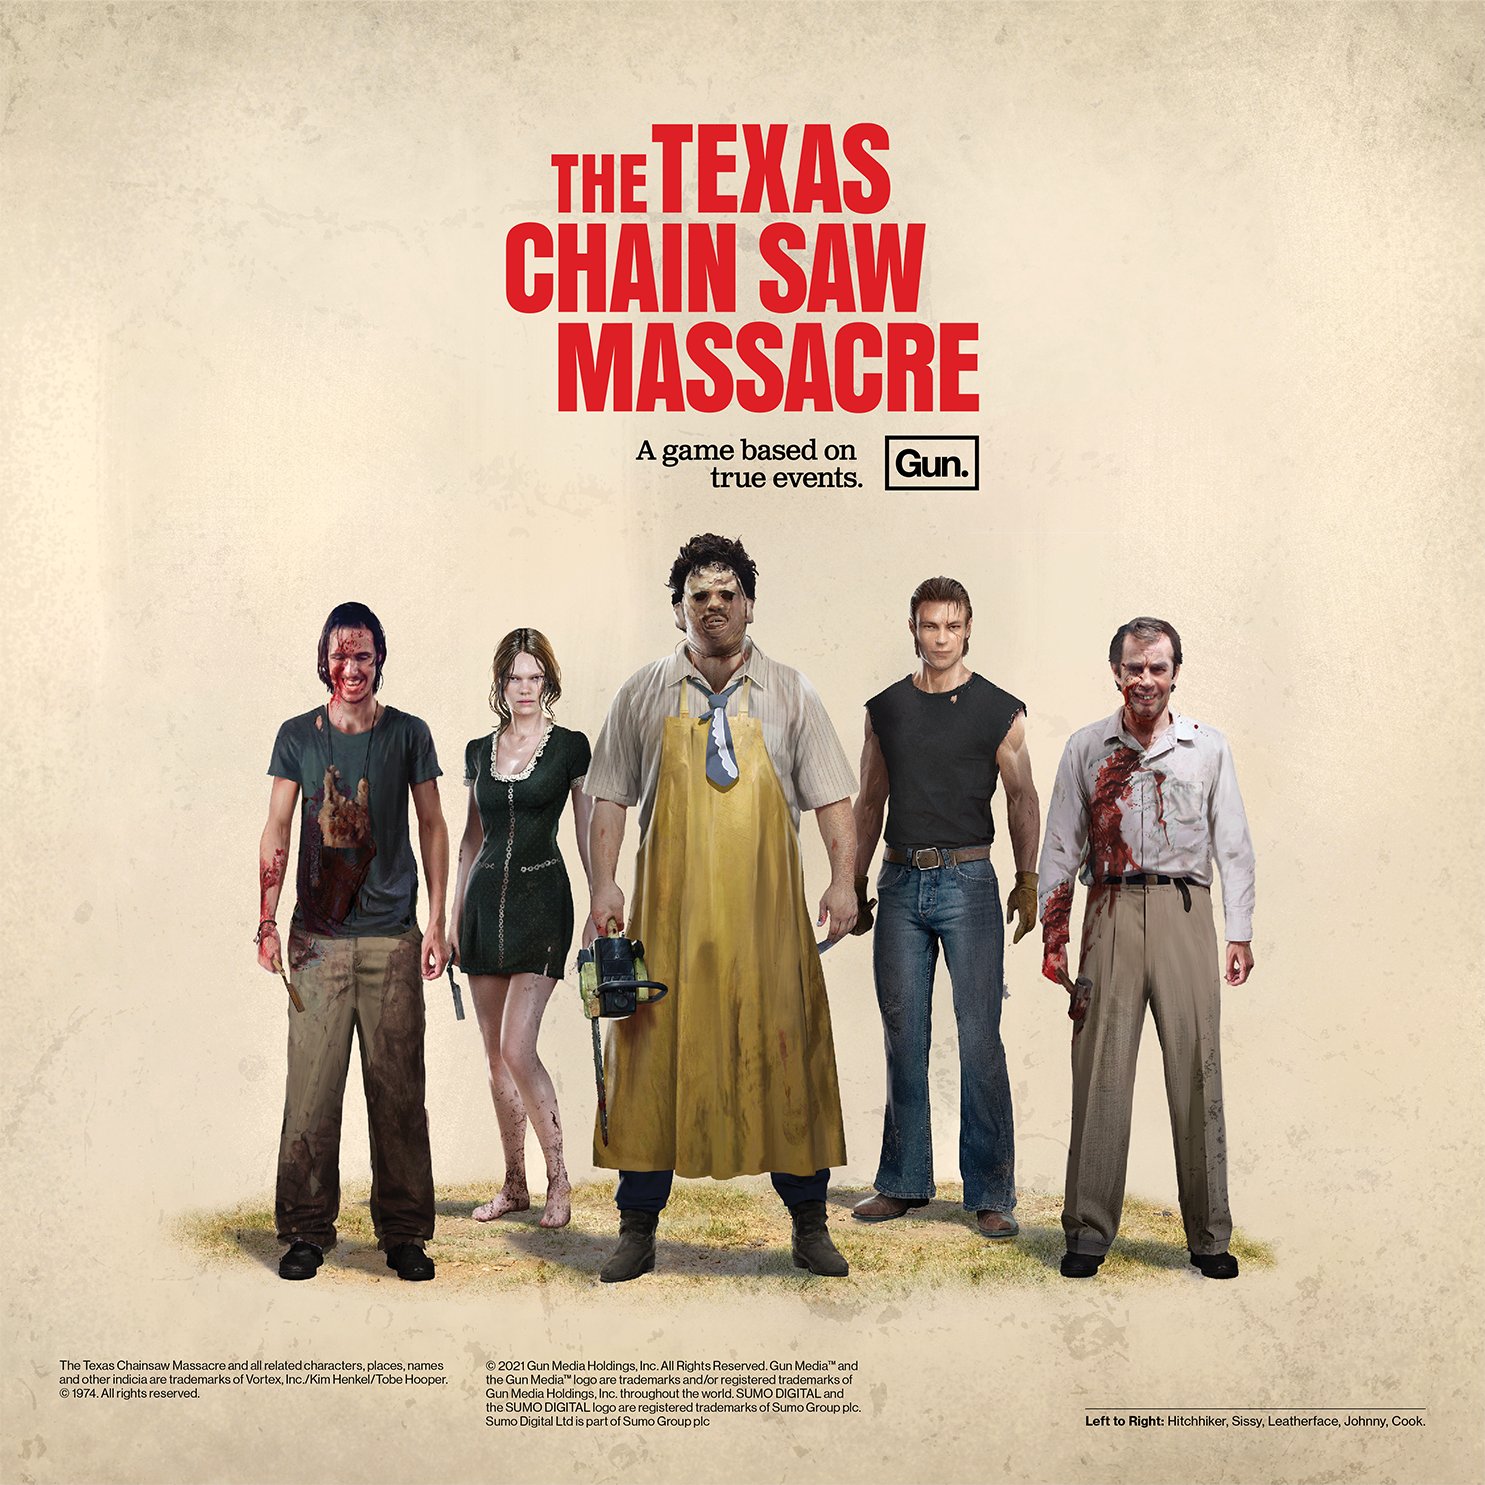 THE TEXAS
CHAIN SAW
MASSACRE
A game based on
true events.
Gun.
The Texas Chainsaw Massacre and all related characters, places, names
and other indicia are trademarks of Vortex, Inc./Kim Henkel/Tobe Hooper.
© 1974. All rights reserved.
© 2021 Gun Media Holdings, Inc. All Rights Reserved. Gun Media™ and
the Gun Media™ logo are trademarks and/or registered trademarks of
Gun Media Holdings, Inc. throughout the world. SUMO DIGITAL and
the SUMO DIGITAL logo are registered trademarks of Sumo Group plc.
Sumo Digital Ltd is part of Sumo Group plc
Left to Right: Hitchhiker, Sissy, Leatherface, Johnny, Cook.